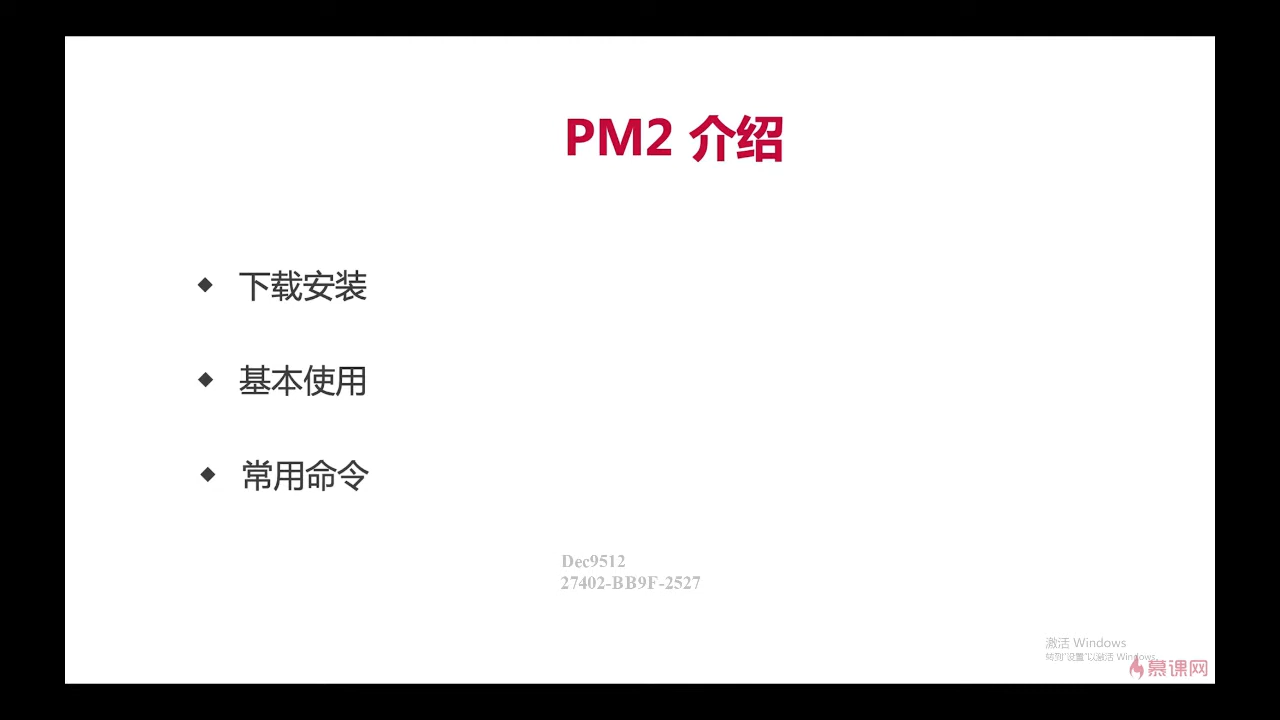 PM2 介绍
◆ 下载安装
◆ 基本使用
◆ 常用命令
Dec9512
27402-BB9F-2527
激活 Windows
转到"设置"以激活 Windows。
慕课网